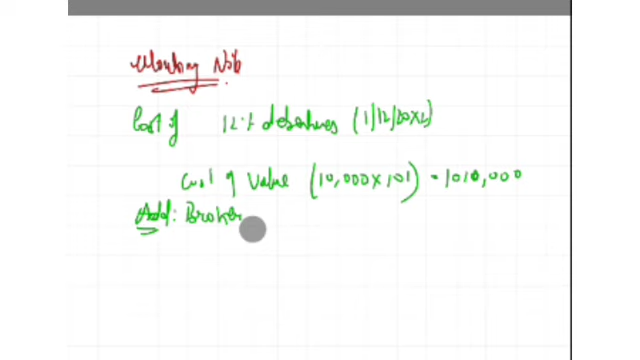 Working Note
Cost of 12% debentures (1/12/20X2)
Cost of Value (10,000×101) = 1010,000
Add: Broker